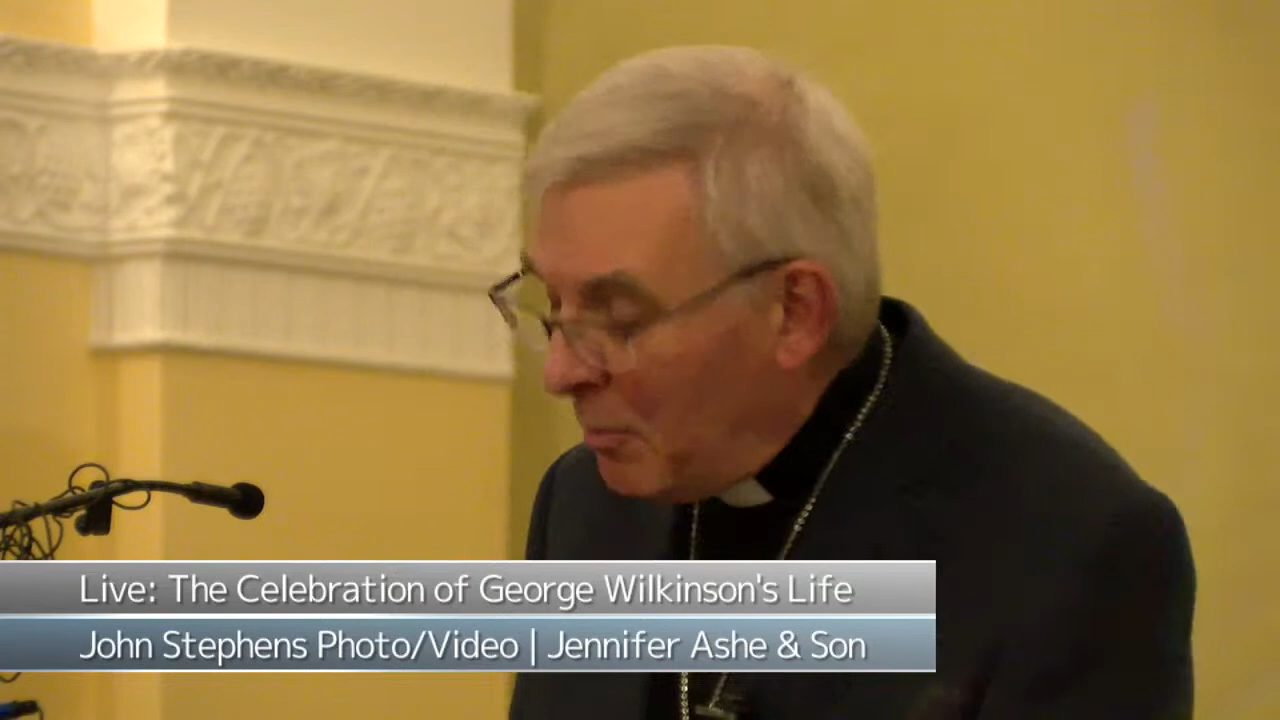 Live: The Celebration of George Wilkinson's Life
John Stephens Photo/Video | Jennifer Ashe & Son